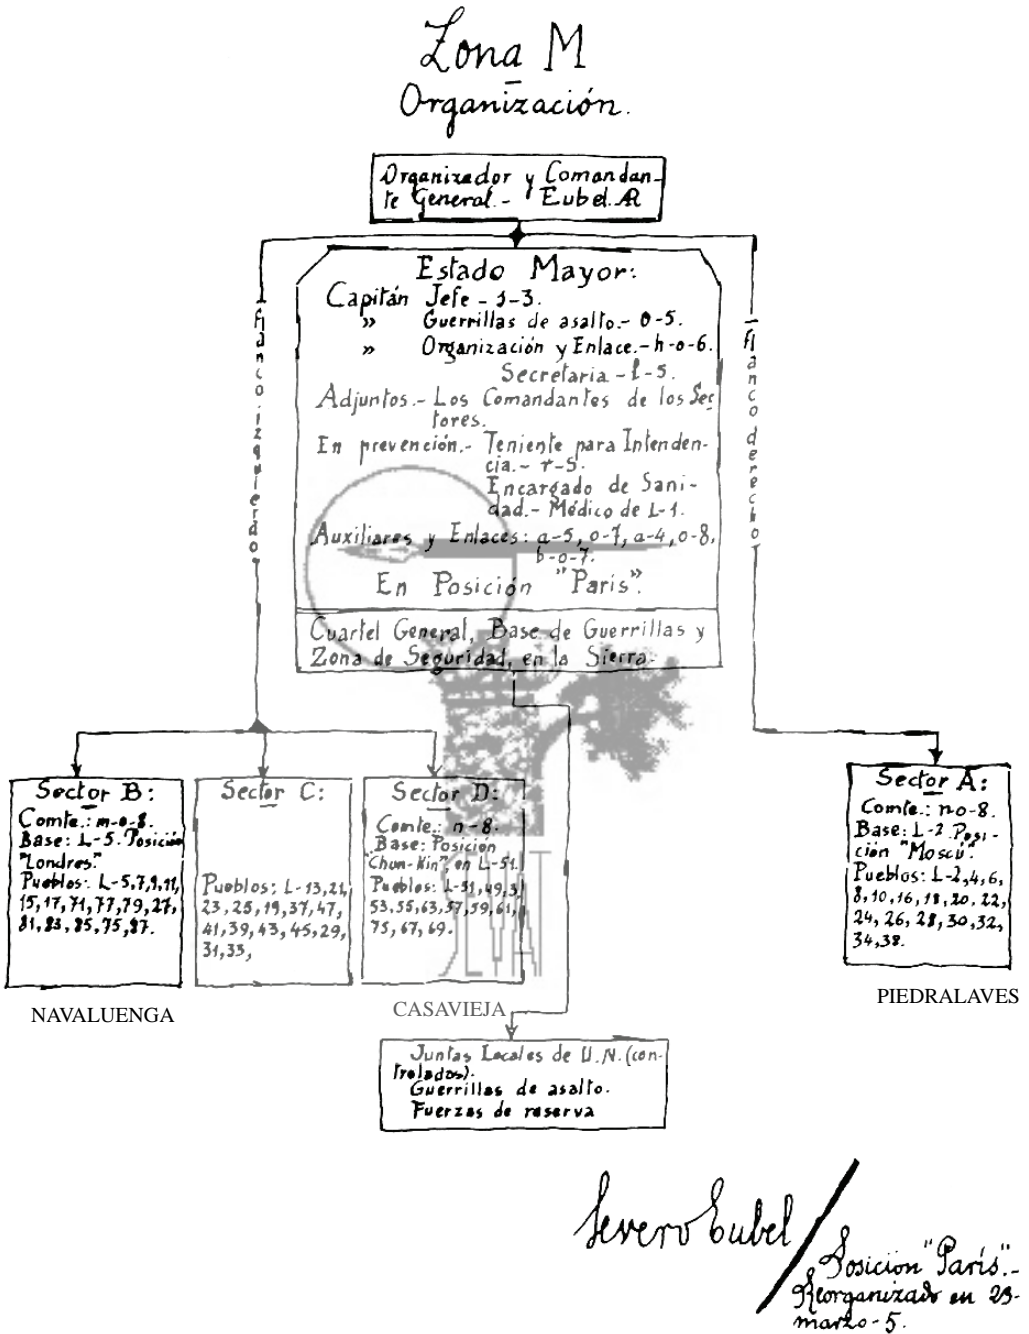 Zona M
Organización.
Organizador y Comandan-
te General.- Eubel. AR
Estado Mayor:
Capitán Jefe - 1-3.
» Guerrillas de asalto.- 0-5.
» Organización y Enlace.- h-o-6.
Secretaria - l-5.
Adjuntos.- Los Comandantes de los Sec
tores.
En prevención.- Teniente para Intenden-
cia.- r-5.
Encargado de Sani-
dad.- Médico de L-1.
Auxiliares y Enlaces: a-5, o-7, a-4, o-8,
b-o-7.
En Posición "Paris".
Cuartel General, Base de Guerrillas y
Zona de Seguridad, en la Sierra.
flanco izquierdo
flanco derecho
Sector B:
Comte.: m-o-8.
Base: L-5. Posición
"Londres."
Pueblos: L-5,7,9,11,
15,17,71,77,79,27,
81,83,85,75,87.
NAVALUENGA
Sector C:
Pueblos: L-13,21,
23,25,19,37,47,
41,39,43,45,29,
31,33,
Sector D:
Comte.: n-8.
Base: Posición
"Chun-Kin" en L-51.
Pueblos: L-51,49,3,
53,55,63,57,59,61,
75,67,69.
CASAVIEJA
Sector A:
Comte.: n-o-8.
Base: L-2. Posi-
ción "Moscú".
Pueblos: L-2,4,6,
8,10,16,18,20,22,
24,26,28,30,32,
34,38.
PIEDRALAVES
Juntas Locales de U.N. (con-
trolados).
Guerrillas de asalto.
Fuerzas de reserva
Severo Eubel
Posición "París".-
Reorganizado en 23-
marzo-5.